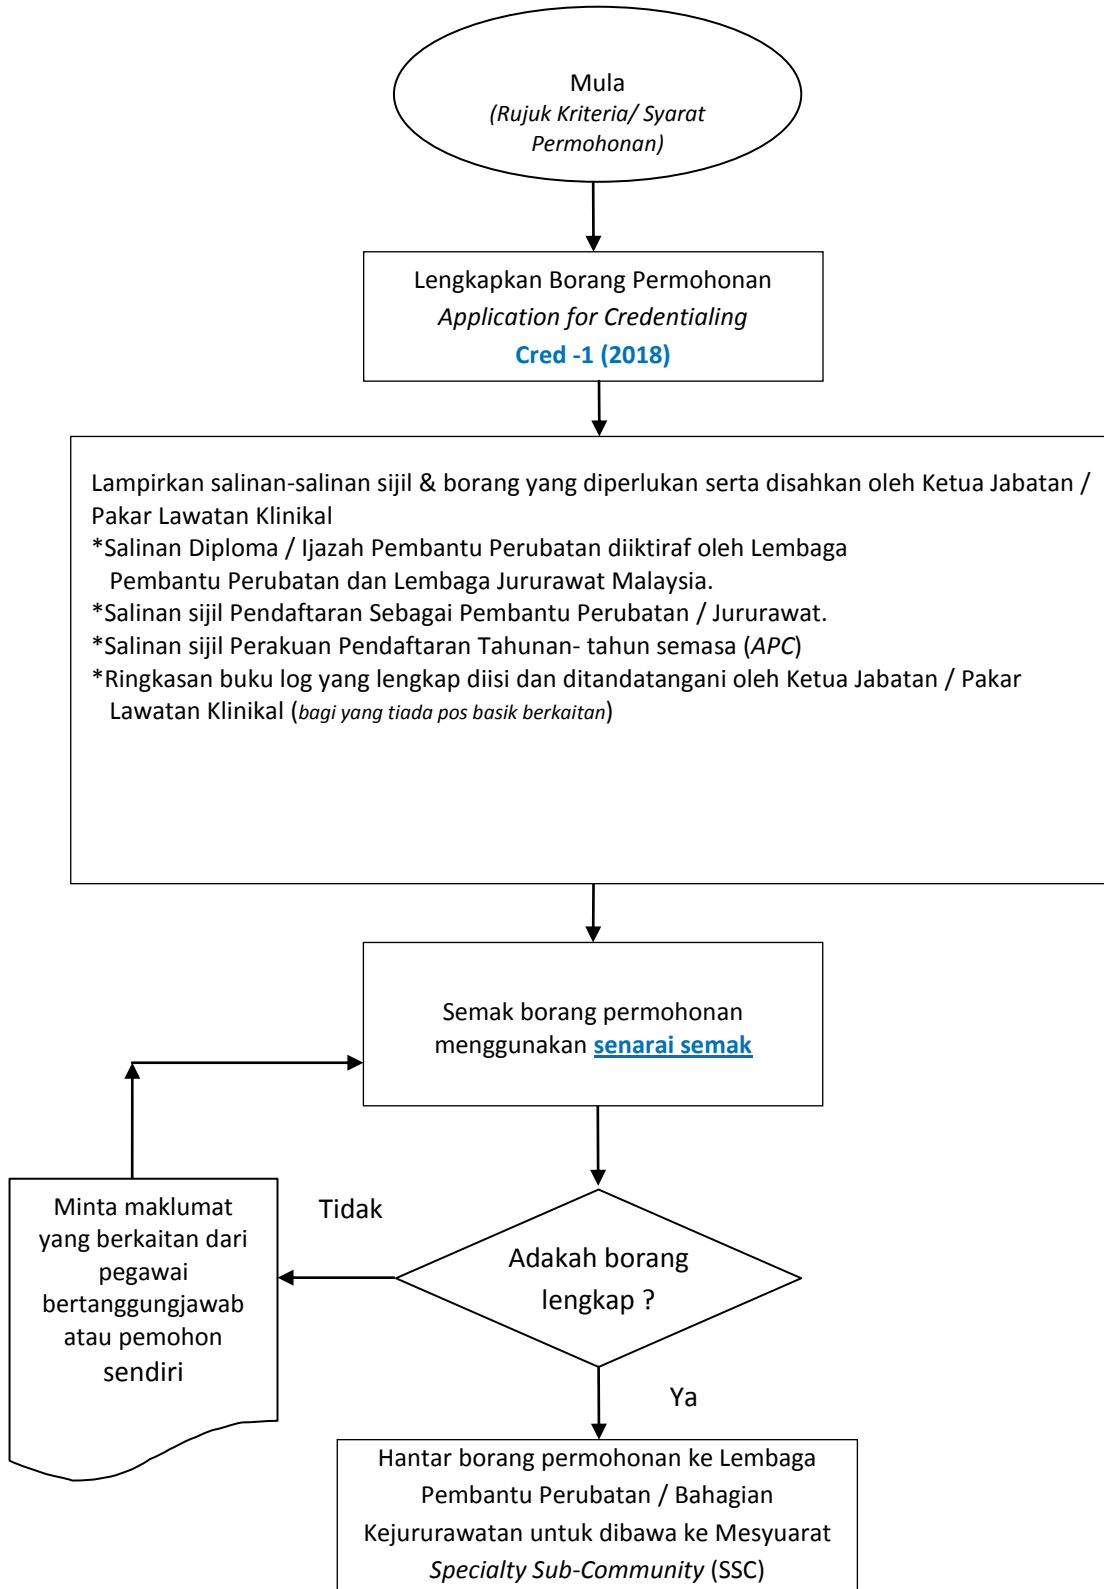 Mula
(Rujuk Kriteria/ Syarat
Permohonan)
Lengkapkan Borang Permohonan
Application for Credentialing
Cred -1 (2018)
Lampirkan salinan-salinan sijil & borang yang diperlukan serta disahkan oleh Ketua Jabatan /
Pakar Lawatan Klinikal
*Salinan Diploma / Ijazah Pembantu Perubatan diiktiraf oleh Lembaga
Pembantu Perubatan dan Lembaga Jururawat Malaysia.
*Salinan sijil Pendaftaran Sebagai Pembantu Perubatan / Jururawat.
*Salinan sijil Perakuan Pendaftaran Tahunan- tahun semasa (APC)
*Ringkasan buku log yang lengkap diisi dan ditandatangani oleh Ketua Jabatan / Pakar
Lawatan Klinikal (bagi yang tiada pos basik berkaitan)
Semak borang permohonan
menggunakan senarai semak
Minta maklumat
yang berkaitan dari
pegawai
bertanggungjawab
atau pemohon
sendiri
Tidak
Adakah borang
lengkap ?
Ya
Hantar borang permohonan ke Lembaga
Pembantu Perubatan / Bahagian
Kejururawatan untuk dibawa ke Mesyuarat
Specialty Sub-Community (SSC)